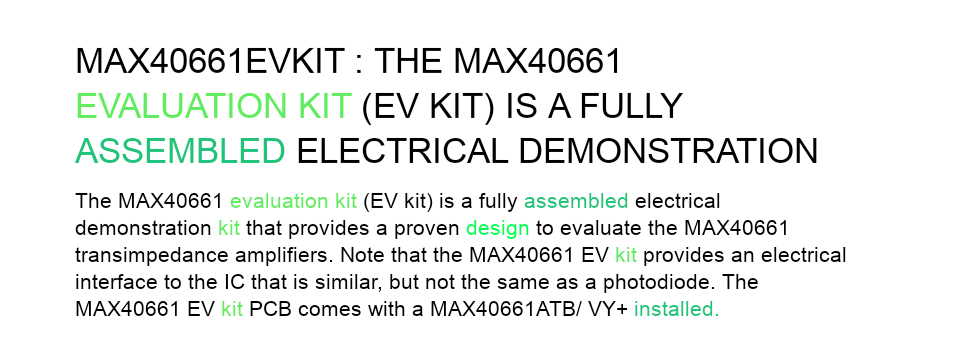 MAX40661EVKIT : THE MAX40661
EVALUATION KIT (EV KIT) IS A FULLY
ASSEMBLED ELECTRICAL DEMONSTRATION
The MAX40661 evaluation kit (EV kit) is a fully assembled electrical
demonstration kit that provides a proven design to evaluate the MAX40661
transimpedance amplifiers. Note that the MAX40661 EV kit provides an electrical
interface to the IC that is similar, but not the same as a photodiode. The
MAX40661 EV kit PCB comes with a MAX40661ATB/ VY+ installed.